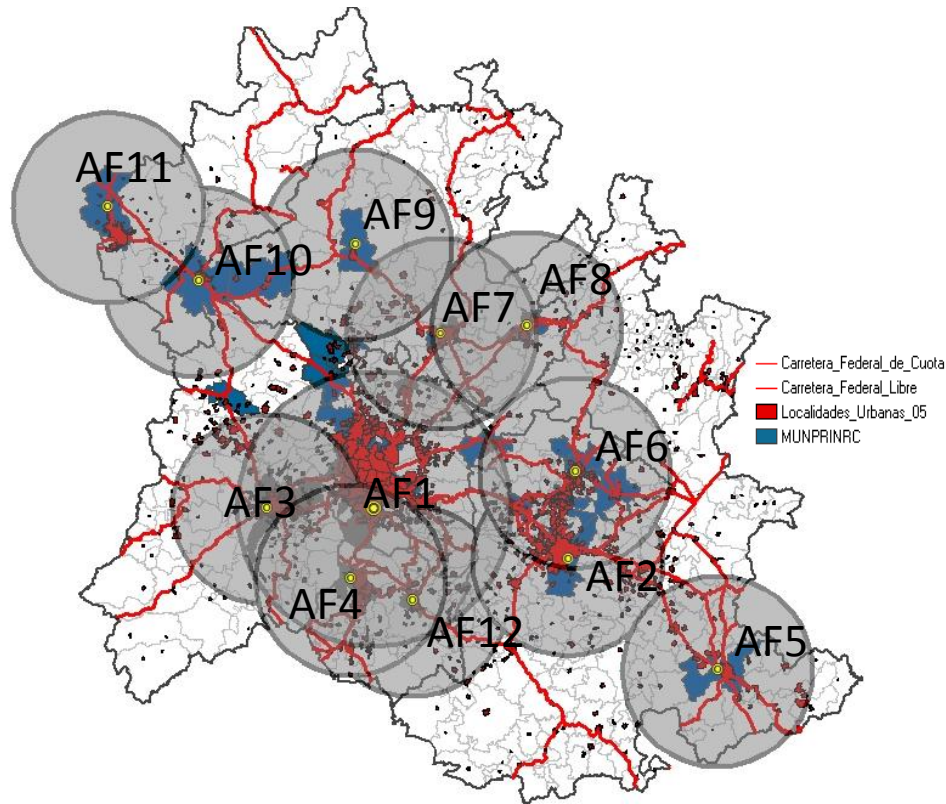 AF11
AF9
AF10
AF8
AF7
Carretera_Federal_de_Cuota
Carretera_Federal_Libre
Localidades_Urbanas_05
MUNPRINRC
AF6
AF3
AF1
AF2
AF4
AF12
AF5